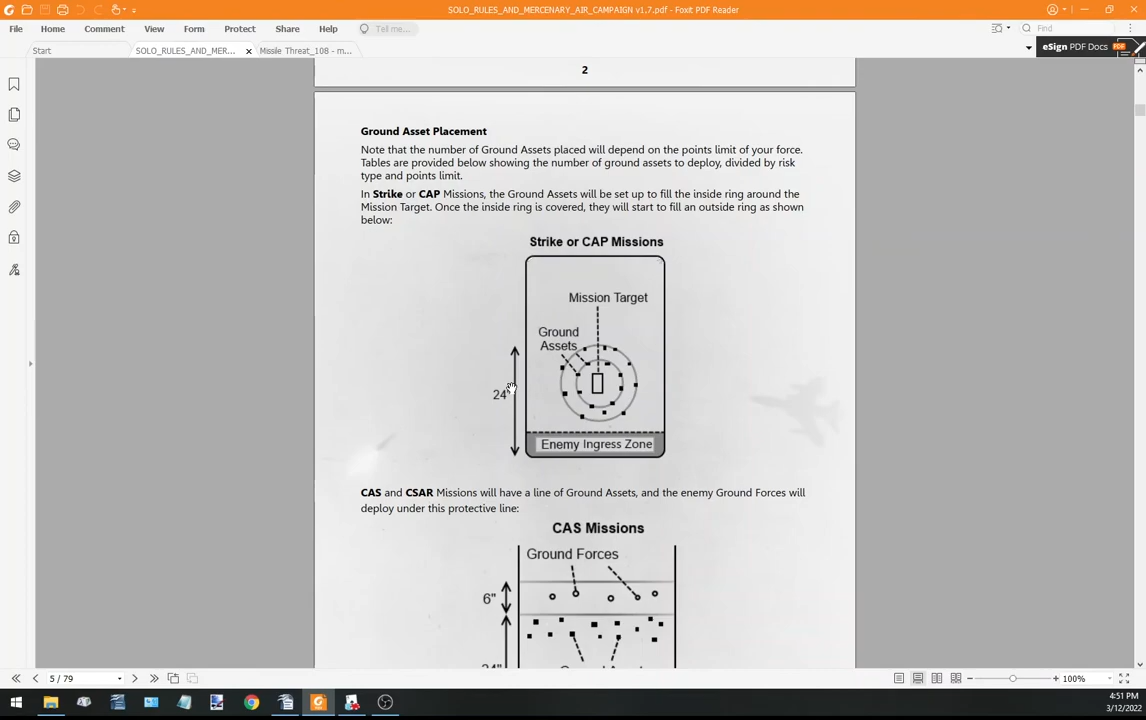 SOLO_RULES_AND_MERCENARY_AIR_CAMPAIGN v1,7.pdf - Foxit PDF Reader
File Home Comment View Form Protect Share Help Tell me... Find
Start SOLO_RULES_AND_MER... Missile Threat_108 - m... eSign PDF Docs
2
Ground Asset Placement
Note that the number of Ground Assets placed will depend on the points limit of your force.
Tables are provided below showing the number of ground assets to deploy, divided by risk
type and points limit.
In Strike or CAP Missions, the Ground Assets will be set up to fill the inside ring around the
Mission Target. Once the inside ring is covered, they will start to fill an outside ring as shown
below:
Strike or CAP Missions
Mission Target
Ground
Assets
24"
Enemy Ingress Zone
CAS and CSAR Missions will have a line of Ground Assets, and the enemy Ground Forces will
deploy under this protective line:
CAS Missions
Ground Forces
6"
5 / 79
100%
4:51 PM
3/12/2022